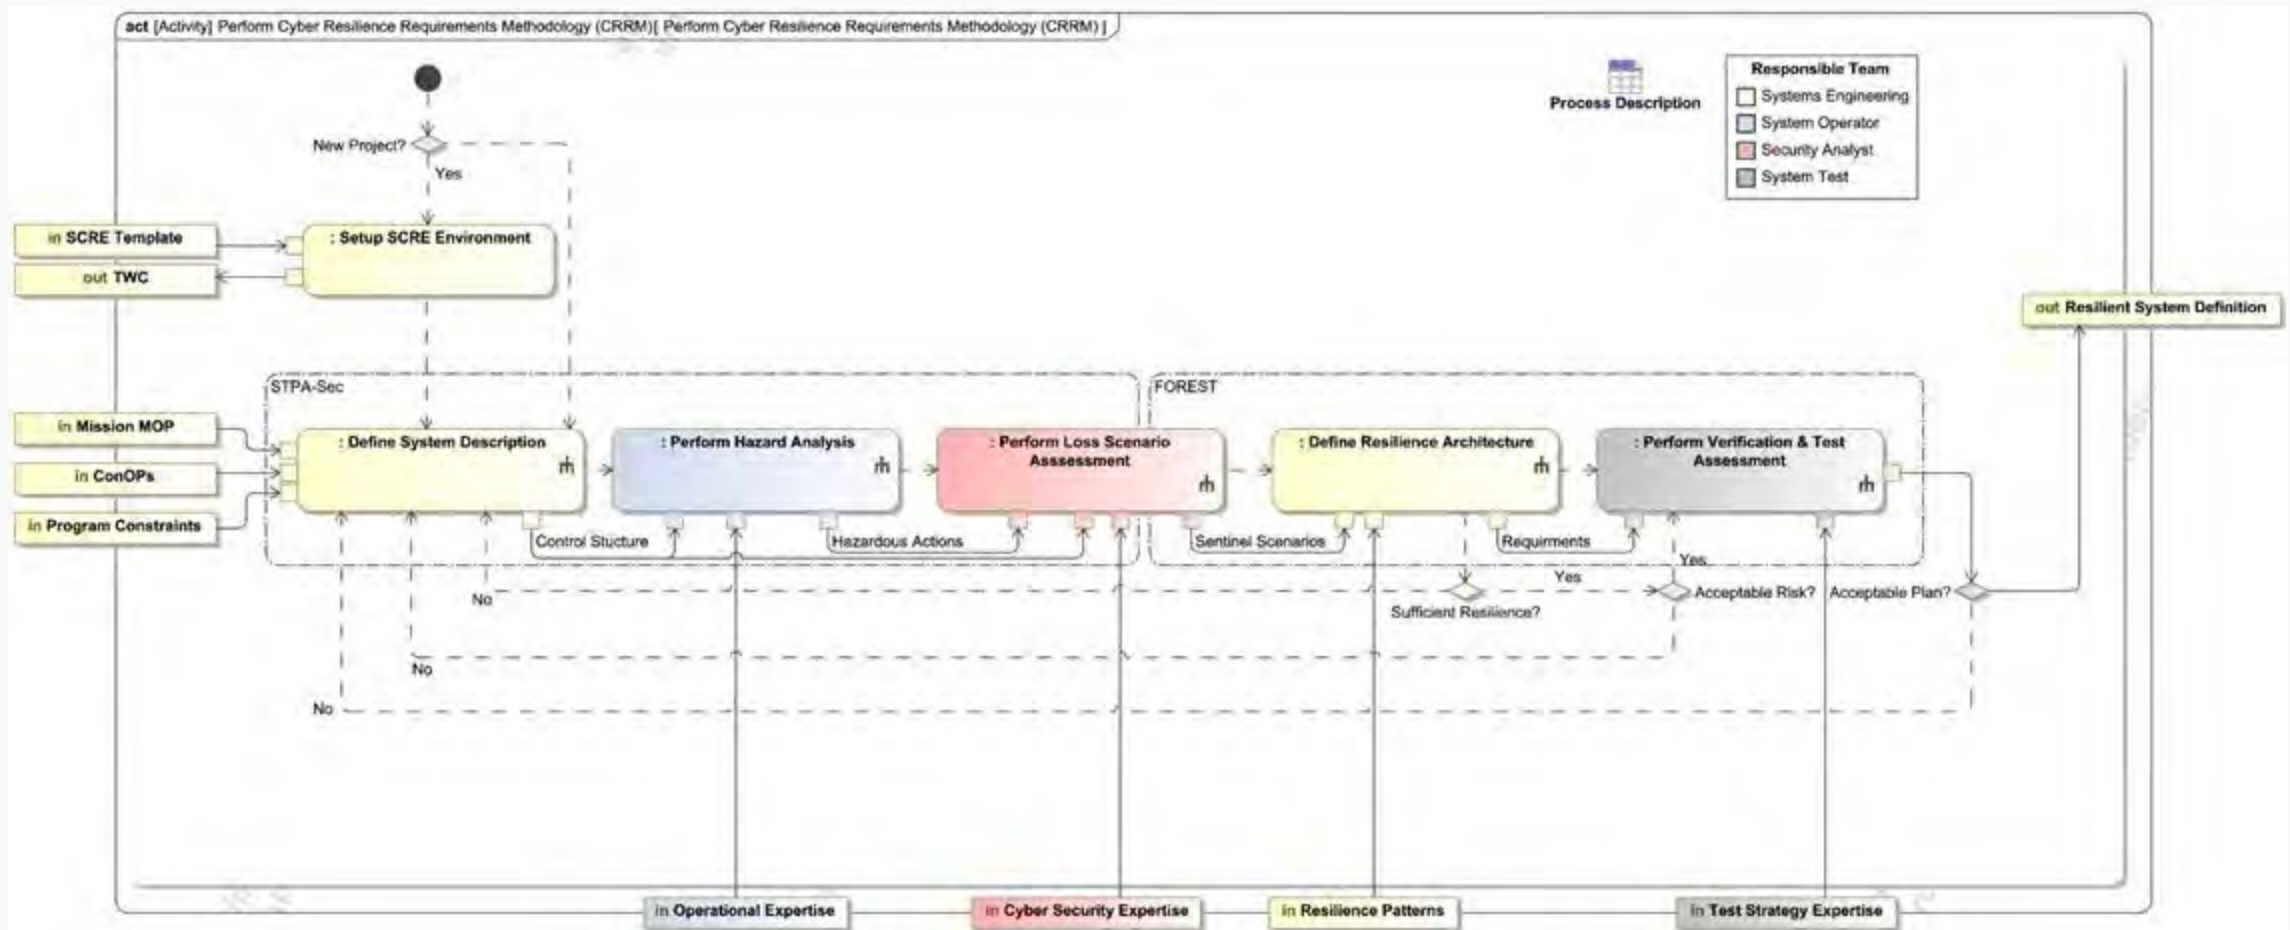 act [Activity] Perform Cyber Resilience Requirements Methodology (CRRM)[ Perform Cyber Resilience Requirements Methodology (CRRM) ]
Process Description
Responsible Team
Systems Engineering
System Operator
Security Analyst
System Test
New Project?
Yes
in SCRE Template
out TWC
: Setup SCRE Environment
out Resilient System Definition
STPA-Sec
FOREST
in Mission MOP
in ConOPs
in Program Constraints
: Define System Description
: Perform Hazard Analysis
: Perform Loss Scenario
Asssessment
: Define Resilience Architecture
: Perform Verification & Test
Assessment
Control Stucture
Hazardous Actions
Sentinel Scenarios
Requirments
Yes
Yes
No
Sufficient Resilience?
Acceptable Risk?
Acceptable Plan?
No
No
in Operational Expertise
in Cyber Security Expertise
in Resilience Patterns
in Test Strategy Expertise